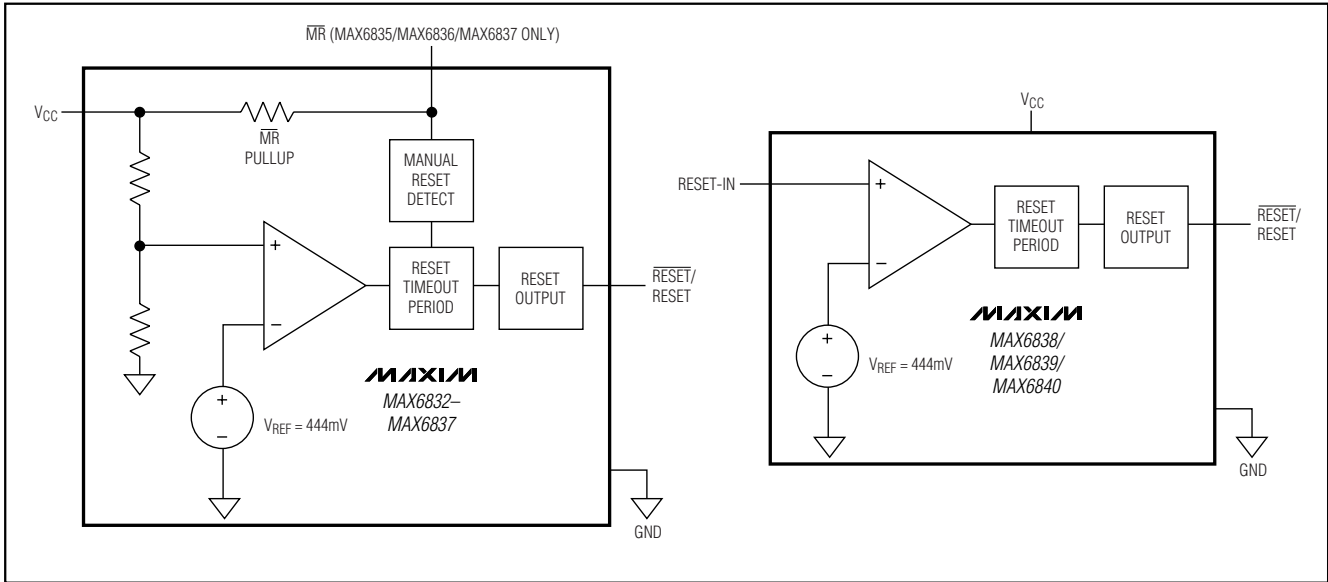 MR (MAX6835/MAX6836/MAX6837 ONLY)
VCC
MR
PULLUP
MANUAL
RESET
DETECT
+
−
RESET
TIMEOUT
PERIOD
RESET
OUTPUT
RESET/
RESET
MAXIM
MAX6832–
MAX6837
+
−
VREF = 444mV
GND
VCC
RESET-IN
+
−
RESET
TIMEOUT
PERIOD
RESET
OUTPUT
RESET/
RESET
MAXIM
MAX6838/
MAX6839/
MAX6840
+
−
VREF = 444mV
GND